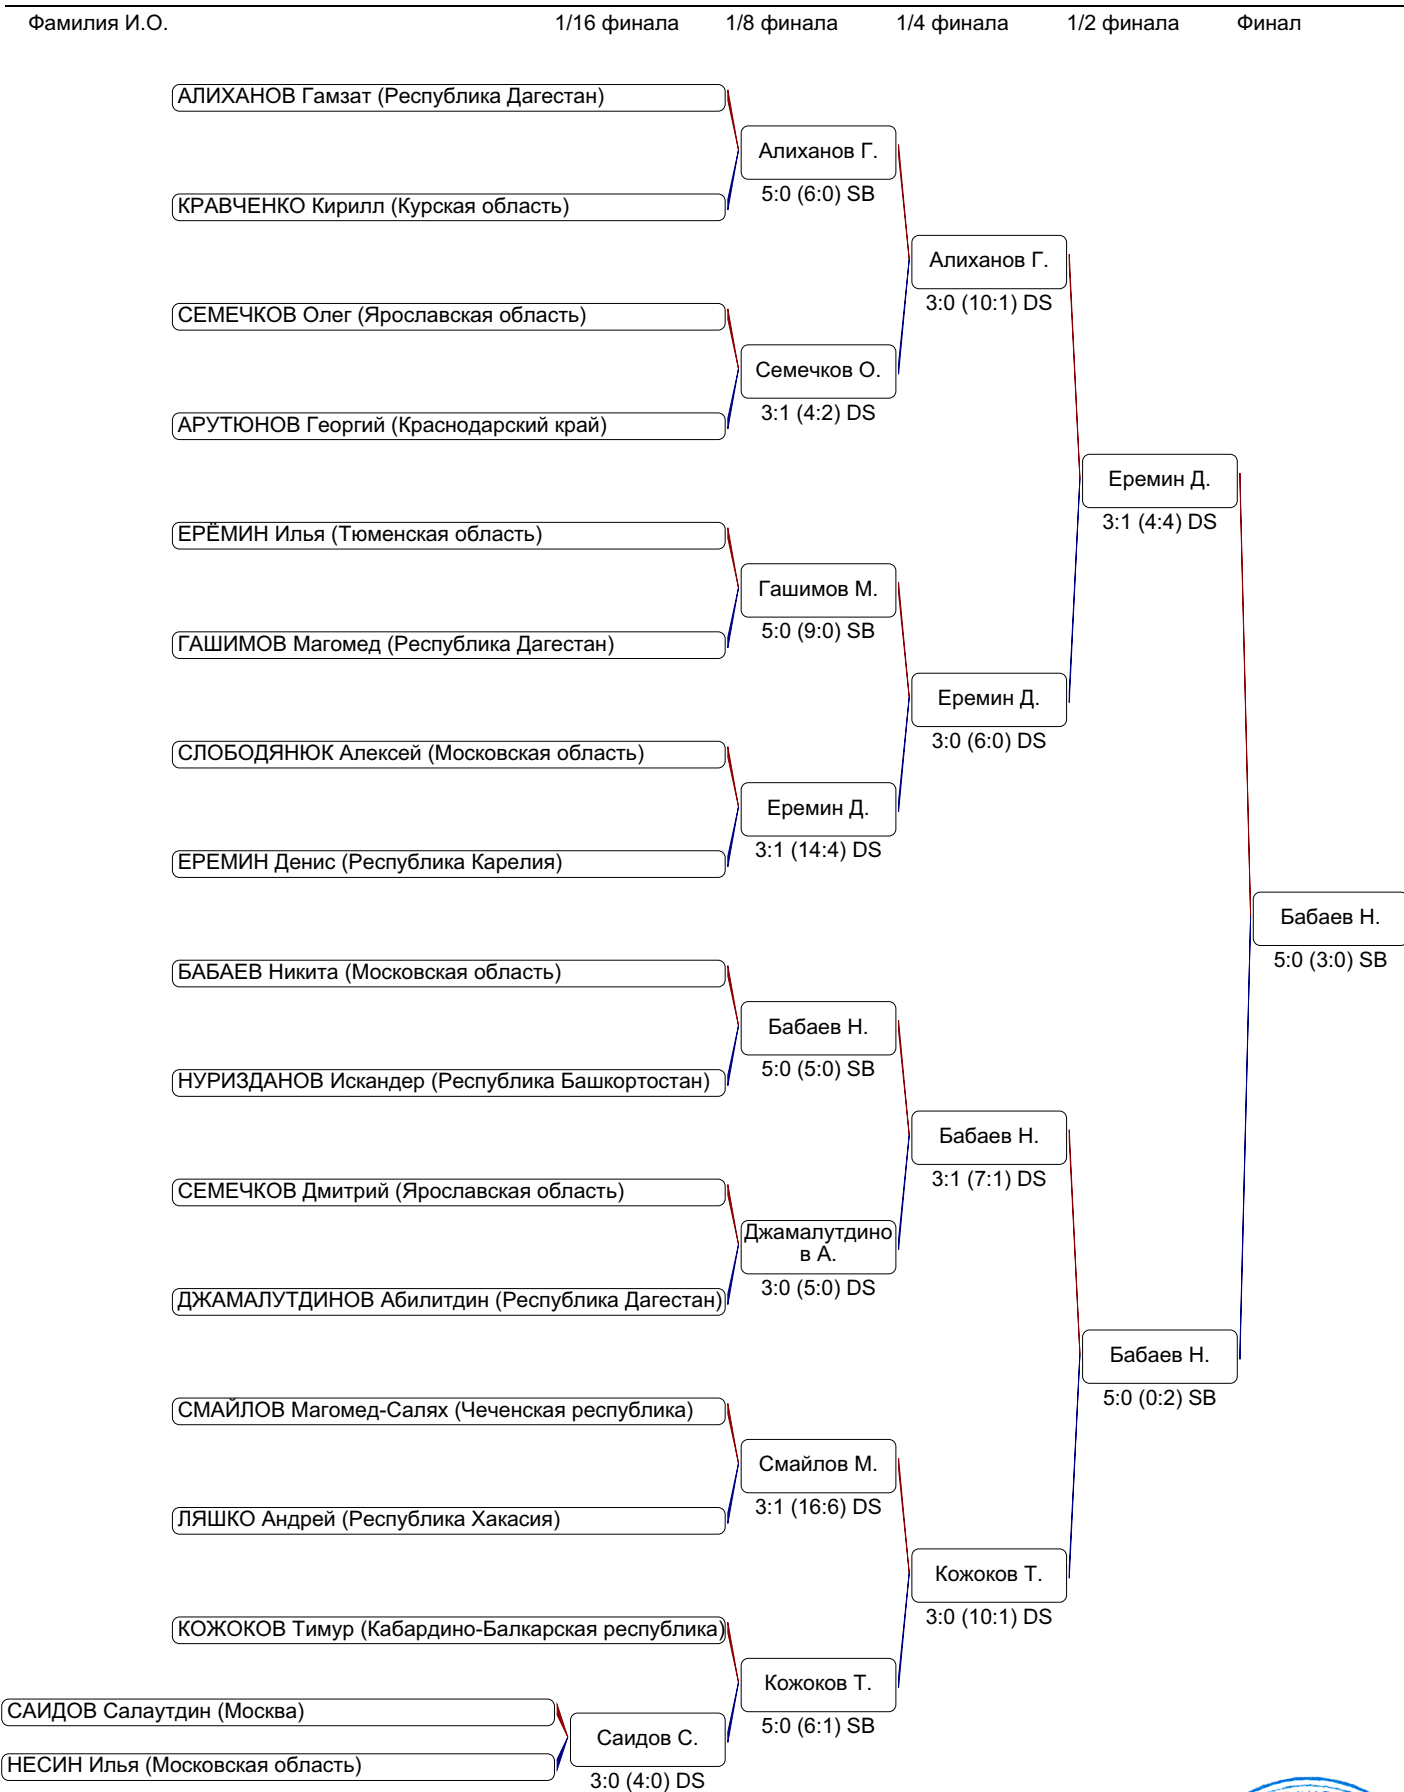 Фамилия И.О. 1/16 финала 1/8 финала 1/4 финала 1/2 финала Финал
АЛИХАНОВ Гамзат (Республика Дагестан)
Алиханов Г.
5:0 (6:0) SB
КРАВЧЕНКО Кирилл (Курская область)
Алиханов Г.
3:0 (10:1) DS
СЕМЕЧКОВ Олег (Ярославская область)
Семечков О.
3:1 (4:2) DS
АРУТЮНОВ Георгий (Краснодарский край)
Еремин Д.
3:1 (4:4) DS
ЕРЁМИН Илья (Тюменская область)
Гашимов М.
5:0 (9:0) SB
ГАШИМОВ Магомед (Республика Дагестан)
Еремин Д.
3:0 (6:0) DS
СЛОБОДЯНЮК Алексей (Московская область)
Еремин Д.
3:1 (14:4) DS
ЕРЕМИН Денис (Республика Карелия)
Бабаев Н.
5:0 (3:0) SB
БАБАЕВ Никита (Московская область)
Бабаев Н.
5:0 (5:0) SB
НУРИЗДАНОВ Искандер (Республика Башкортостан)
Бабаев Н.
3:1 (7:1) DS
СЕМЕЧКОВ Дмитрий (Ярославская область)
Джамалутдино
в А.
3:0 (5:0) DS
ДЖАМАЛУТДИНОВ Абилитдин (Республика Дагестан)
Бабаев Н.
5:0 (0:2) SB
СМАЙЛОВ Магомед-Салях (Чеченская республика)
Смайлов М.
3:1 (16:6) DS
ЛЯШКО Андрей (Республика Хакасия)
Кожоков Т.
3:0 (10:1) DS
КОЖОКОВ Тимур (Кабардино-Балкарская республика)
Кожоков Т.
5:0 (6:1) SB
САИДОВ Салаутдин (Москва)
Саидов С.
3:0 (4:0) DS
НЕСИН Илья (Московская область)